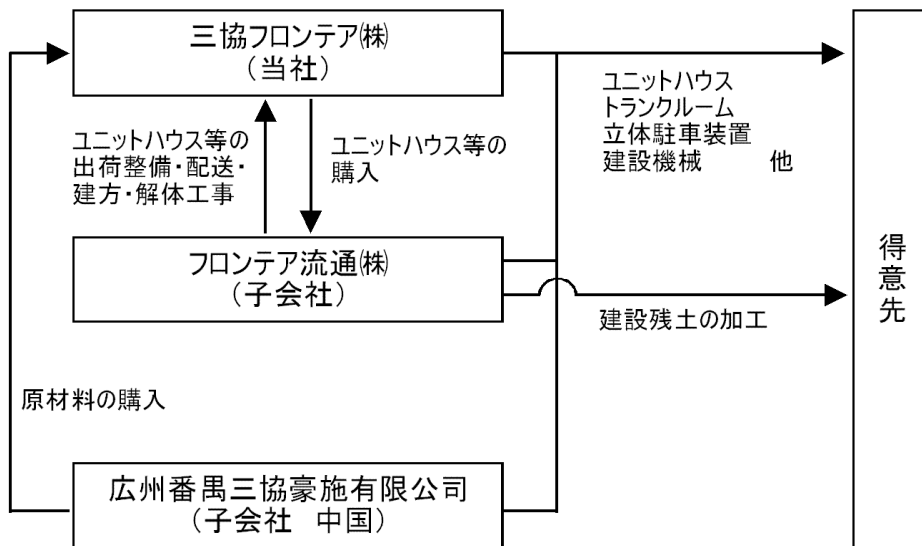 三協フロンテア㈱
（当社）
ユニットハウス
トランクルーム
立体駐車装置
建設機械　　他
ユニットハウス等の
出荷整備・配送・
建方・解体工事
ユニットハウス等の
購入
フロンテア流通㈱
（子会社）
得意先
建設残土の加工
原材料の購入
広州番禺三協豪施有限公司
（子会社　中国）